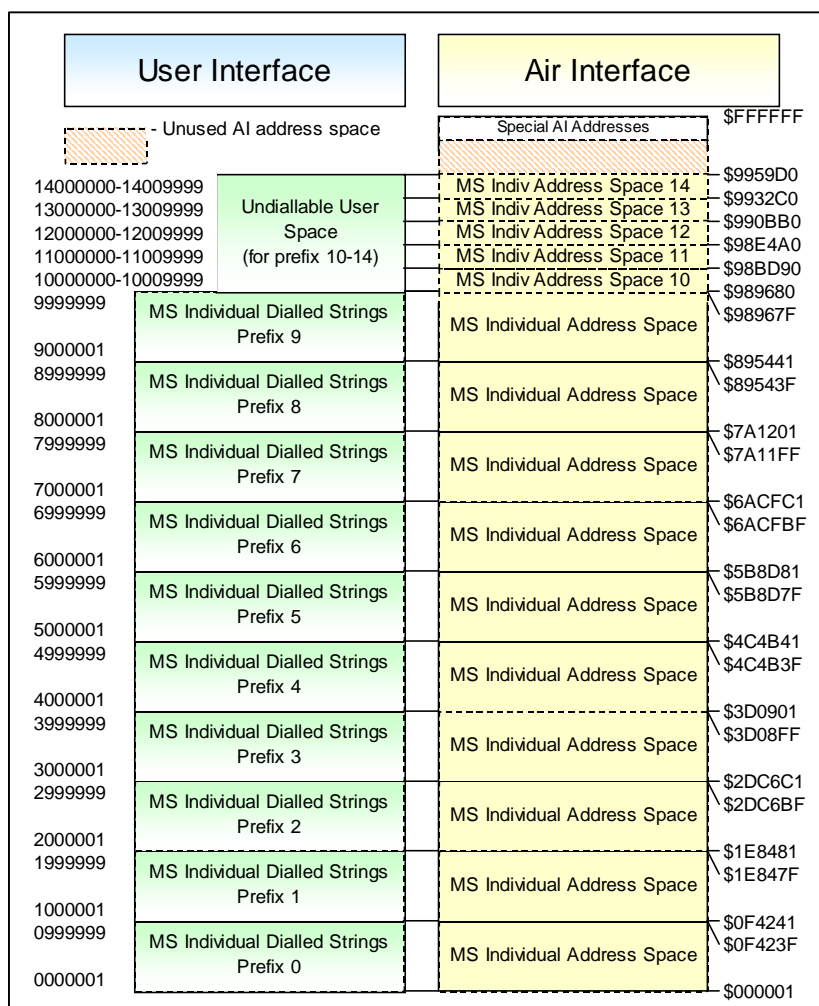 User Interface
Air Interface
- Unused AI address space
Special AI Addresses
$FFFFFF
14000000-14009999
13000000-13009999
12000000-12009999
11000000-11009999
10000000-10009999
Undiallable User
Space
(for prefix 10-14)
MS Indiv Address Space 14
MS Indiv Address Space 13
MS Indiv Address Space 12
MS Indiv Address Space 11
MS Indiv Address Space 10
$9959D0
$9932C0
$990BB0
$98E4A0
$98BD90
$989680
9999999
MS Individual Dialled Strings
Prefix 9
9000001
MS Individual Address Space
$98967F
$895441
8999999
MS Individual Dialled Strings
Prefix 8
8000001
MS Individual Address Space
$89543F
$7A1201
7999999
MS Individual Dialled Strings
Prefix 7
7000001
MS Individual Address Space
$7A11FF
$6ACFC1
6999999
MS Individual Dialled Strings
Prefix 6
6000001
MS Individual Address Space
$6ACFBF
$5B8D81
5999999
MS Individual Dialled Strings
Prefix 5
5000001
MS Individual Address Space
$5B8D7F
$4C4B41
4999999
MS Individual Dialled Strings
Prefix 4
4000001
MS Individual Address Space
$4C4B3F
$3D0901
3999999
MS Individual Dialled Strings
Prefix 3
3000001
MS Individual Address Space
$3D08FF
$2DC6C1
2999999
MS Individual Dialled Strings
Prefix 2
2000001
MS Individual Address Space
$2DC6BF
$1E8481
1999999
MS Individual Dialled Strings
Prefix 1
1000001
MS Individual Address Space
$1E847F
$0F4241
0999999
MS Individual Dialled Strings
Prefix 0
0000001
MS Individual Address Space
$0F423F
$000001